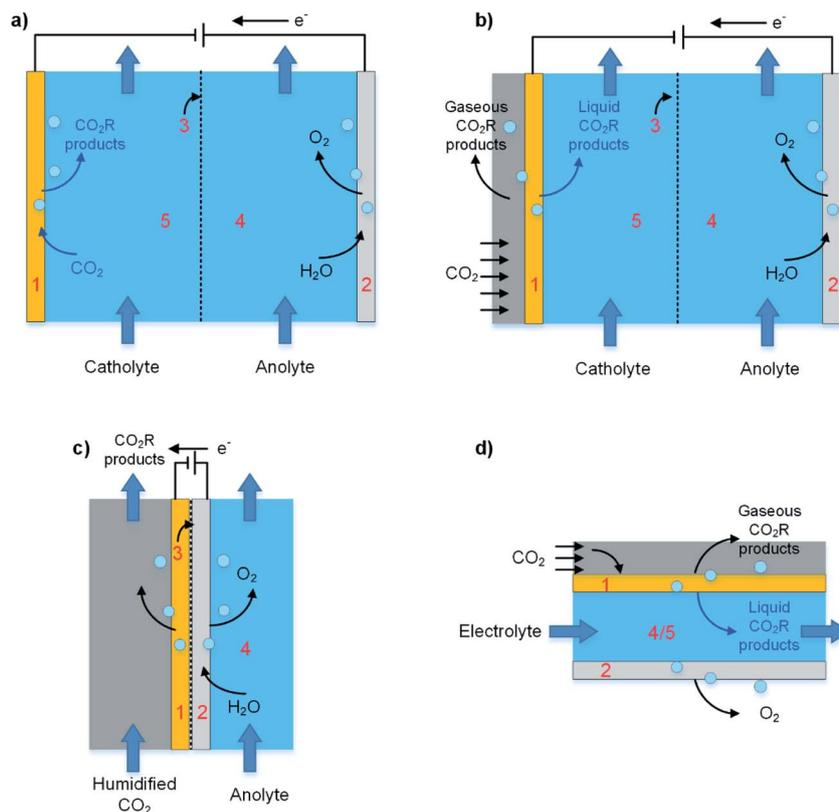 a)
e-
CO2R
products
CO2
1
3
5
4
O2
H2O
2
Catholyte
Anolyte
b)
e-
Gaseous
CO2R
products
Liquid
CO2R
products
CO2
1
3
5
4
O2
H2O
2
Catholyte
Anolyte
c)
CO2R
products
e-
3
O2
4
1
2
H2O
Humidified
CO2
Anolyte
d)
Gaseous
CO2R
products
CO2
1
Electrolyte
4/5
Liquid
CO2R
products
2
O2